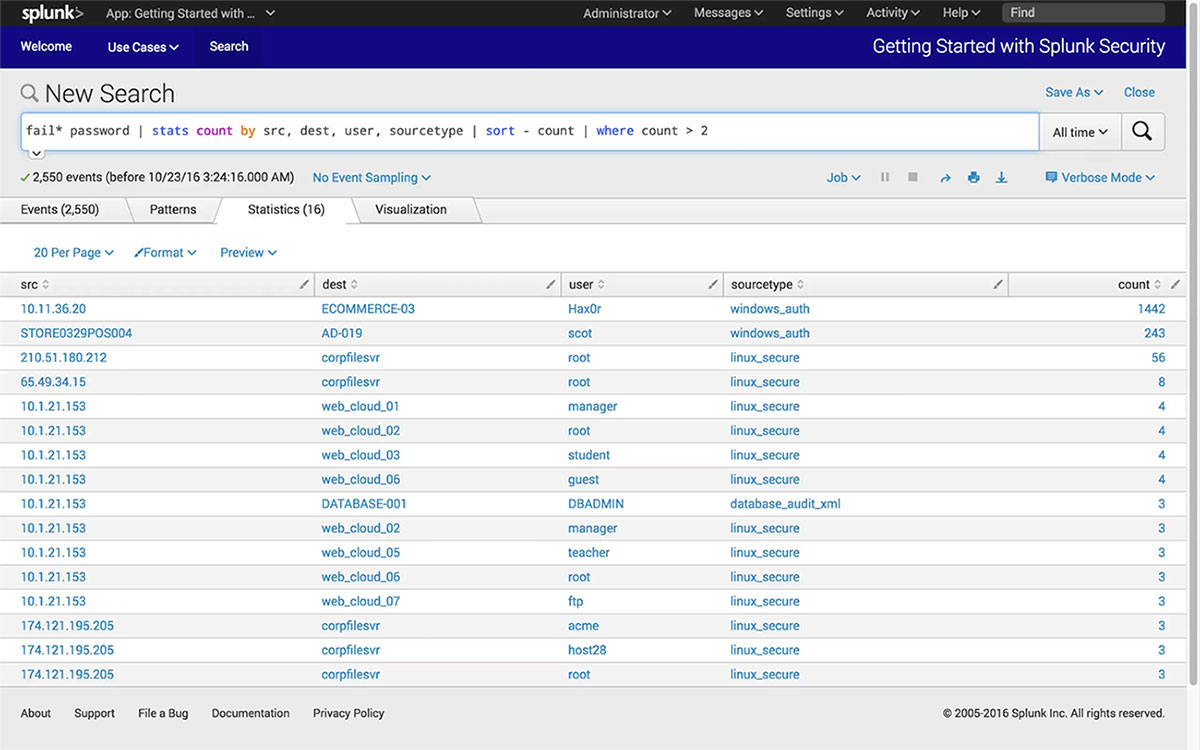 splunk> App: Getting Started with ... Administrator Messages Settings Activity Help Find
Welcome Use Cases Search Getting Started with Splunk Security
New Search Save As Close
fail* password | stats count by src, dest, user, sourcetype | sort - count | where count > 2 All time
2,550 events (before 10/23/16 3:24:16.000 AM) No Event Sampling Job Verbose Mode
Events (2,550) Patterns Statistics (16) Visualization
20 Per Page Format Preview
src dest user sourcetype count
10.11.36.20 ECOMMERCE-03 Hax0r windows_auth 1442
STORE0329POS004 AD-019 scot windows_auth 243
210.51.180.212 corpfilesvr root linux_secure 56
65.49.34.15 corpfilesvr root linux_secure 8
10.1.21.153 web_cloud_01 manager linux_secure 4
10.1.21.153 web_cloud_02 root linux_secure 4
10.1.21.153 web_cloud_03 student linux_secure 4
10.1.21.153 web_cloud_06 guest linux_secure 4
10.1.21.153 DATABASE-001 DBADMIN database_audit_xml 3
10.1.21.153 web_cloud_02 manager linux_secure 3
10.1.21.153 web_cloud_05 teacher linux_secure 3
10.1.21.153 web_cloud_06 root linux_secure 3
10.1.21.153 web_cloud_07 ftp linux_secure 3
174.121.195.205 corpfilesvr acme linux_secure 3
174.121.195.205 corpfilesvr host28 linux_secure 3
174.121.195.205 corpfilesvr root linux_secure 3
About Support File a Bug Documentation Privacy Policy © 2005-2016 Splunk Inc. All rights reserved.